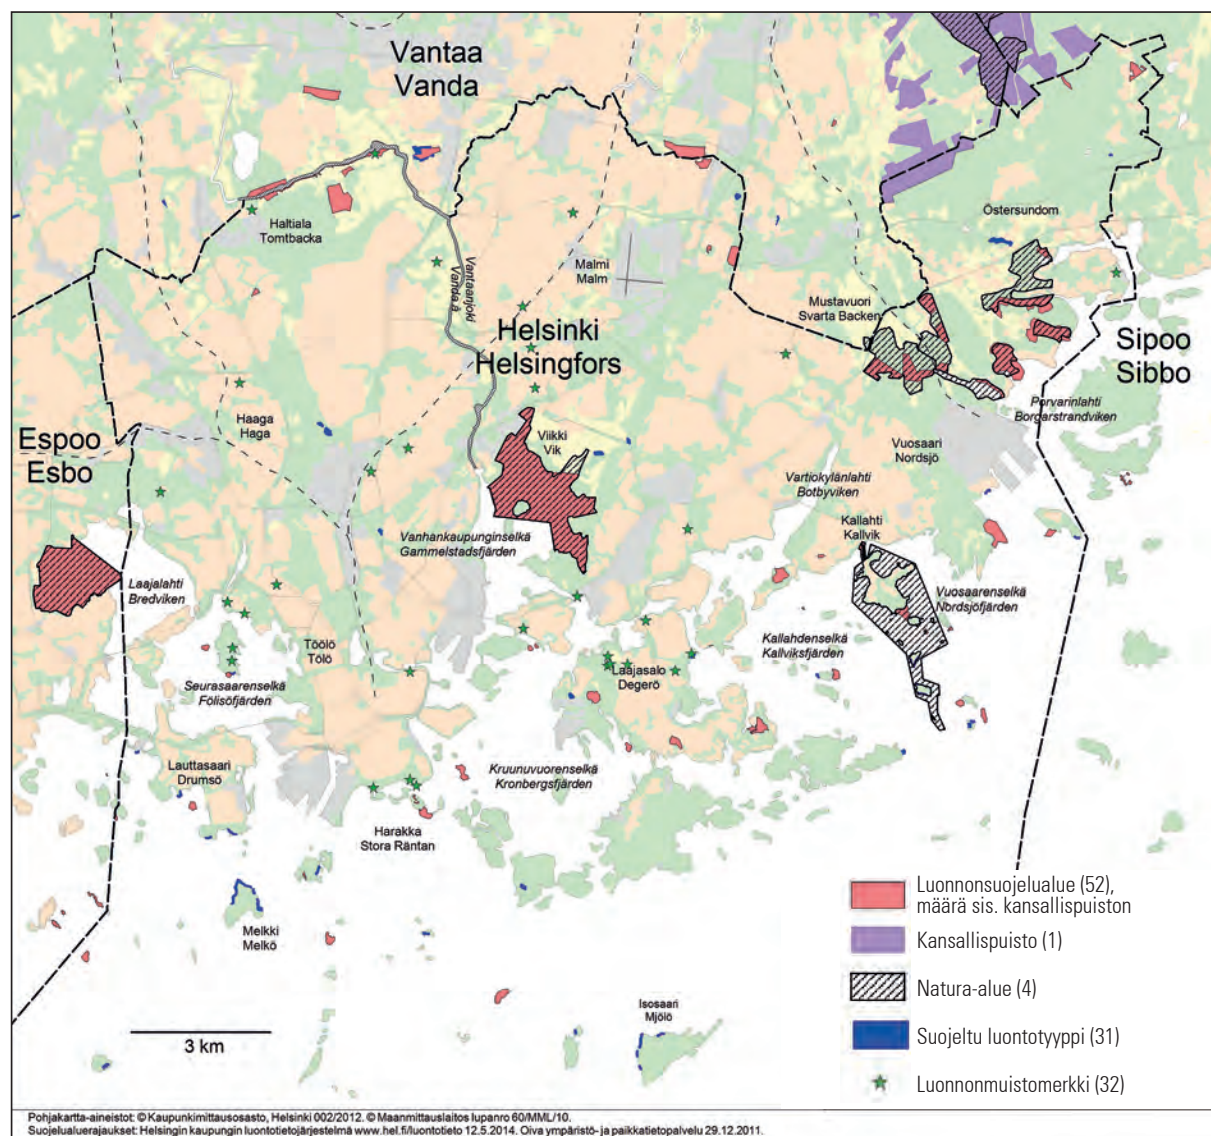 Vantaa
Vanda
Haltiala
Tomtbacka
Vantaanjoki
Vanda å
Malmi
Malm
Östersundom
Mustavuori
Svarta Backen
Helsinki
Helsingfors
Sipoo
Sibbo
Porvarinlahti
Borgarstrandviken
Espoo
Esbo
Haaga
Haga
Viikki
Vik
Vuosaari
Nordsjö
Vartiokylänlahti
Botbyviken
Vanhankaupunginselkä
Gammelstadsfjärden
Kallahti
Kallvik
Laajalahti
Bredviken
Vuosaarenselkä
Nordsjöfjärden
Töölö
Tölö
Kallahdenselkä
Kallviksfjärden
Laajasalo
Degerö
Seurasaarenselkä
Fölisöfjärden
Lauttasaari
Drumsö
Kruunuvuorenselkä
Kronbergsfjärden
Harakka
Stora Räntan
Melkki
Melkö
Isosaari
Mjölö
3 km
Luonnonsuojelualue (52),
määrä sis. kansallispuiston
Kansallispuisto (1)
Natura-alue (4)
Suojeltu luontotyyppi (31)
Luonnonmuistomerkki (32)
Pohjakartta-aineistot: © Kaupunkimittausosasto, Helsinki 002/2012. © Maanmittauslaitos lupanro 60/MML/10.
Suojelualuerajaukset: Helsingin kaupungin luontotietojärjestelmä www.hel.fi/luontotieto 12.5.2014. Oiva ympäristö- ja paikkatietopalvelu 29.12.2011.